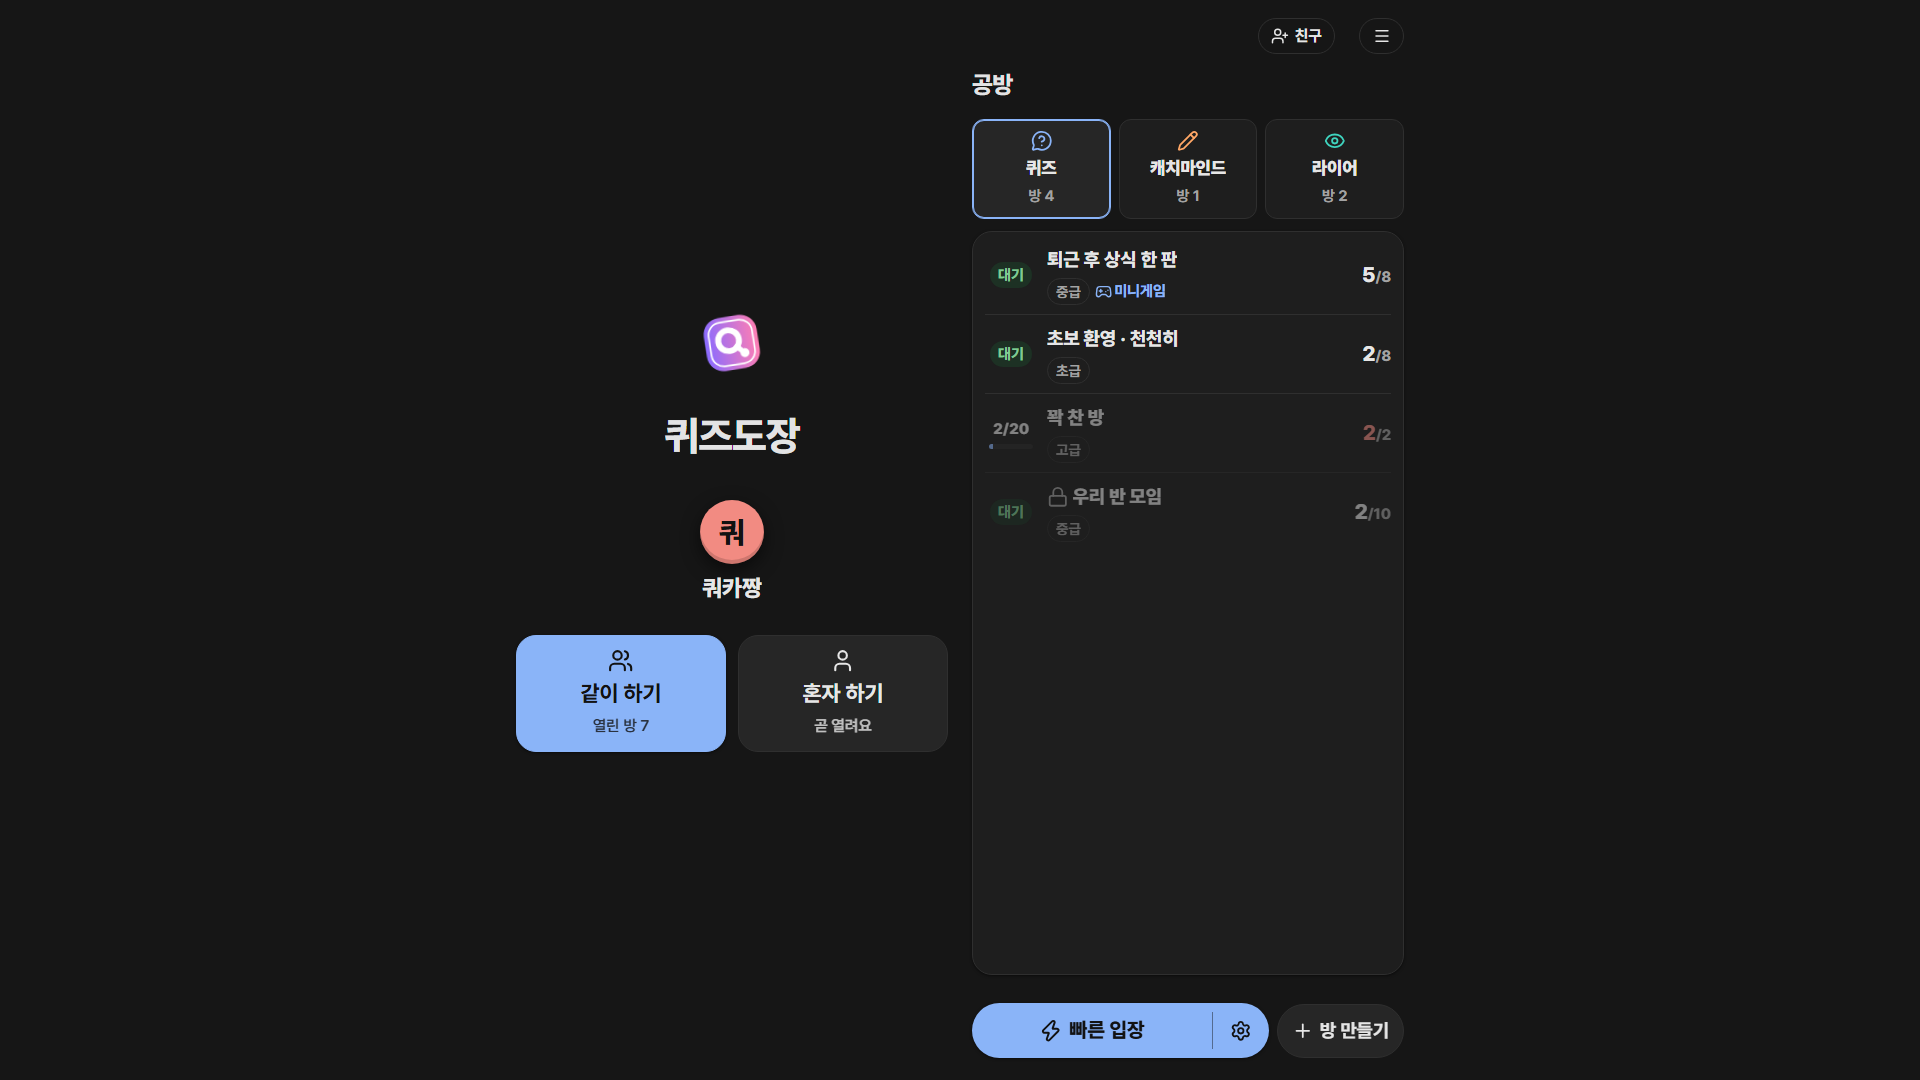 친구
공방
퀴즈
방 4
캐치마인드
방 1
라이어
방 2
대기
퇴근 후 상식 한 판
중급
미니게임
5/8
대기
초보 환영 · 천천히
초급
2/8
2/20
꽉 찬 방
고급
2/2
대기
우리 반 모임
중급
2/10
퀴즈도장
쿼
쿼카짱
같이 하기
열린 방 7
혼자 하기
곧 열려요
빠른 입장
방 만들기